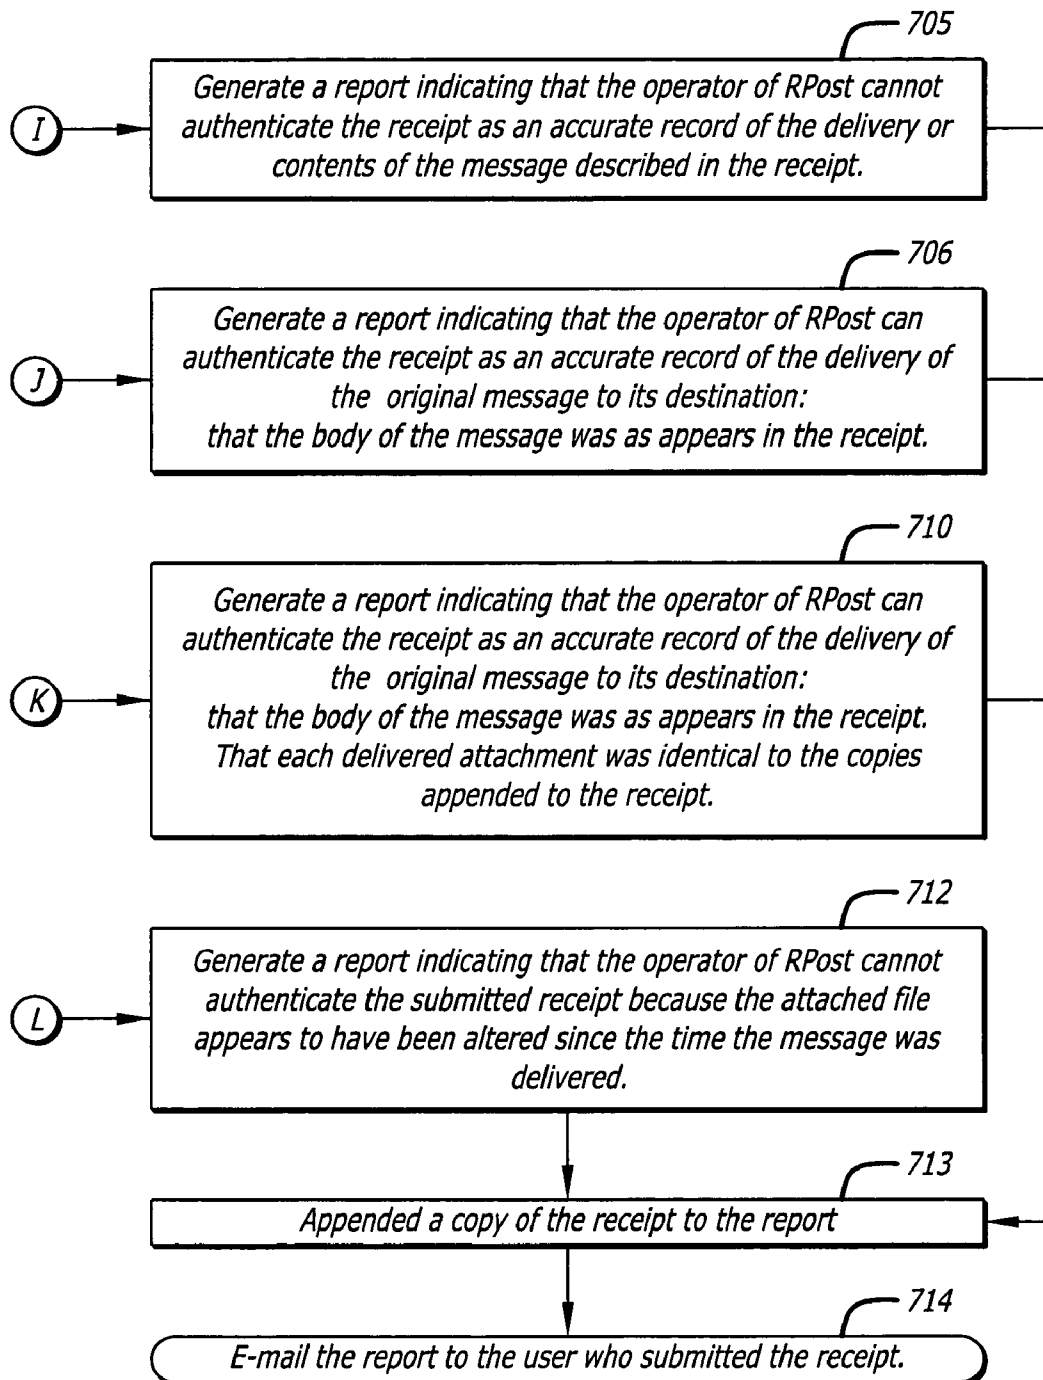 705
Generate a report indicating that the operator of RPost cannot
authenticate the receipt as an accurate record of the delivery or
contents of the message described in the receipt.
I
706
Generate a report indicating that the operator of RPost can
authenticate the receipt as an accurate record of the delivery of
the original message to its destination:
that the body of the message was as appears in the receipt.
J
710
Generate a report indicating that the operator of RPost can
authenticate the receipt as an accurate record of the delivery of
the original message to its destination:
that the body of the message was as appears in the receipt.
That each delivered attachment was identical to the copies
appended to the receipt.
K
712
Generate a report indicating that the operator of RPost cannot
authenticate the submitted receipt because the attached file
appears to have been altered since the time the message was
delivered.
L
713
Appended a copy of the receipt to the report
714
E-mail the report to the user who submitted the receipt.